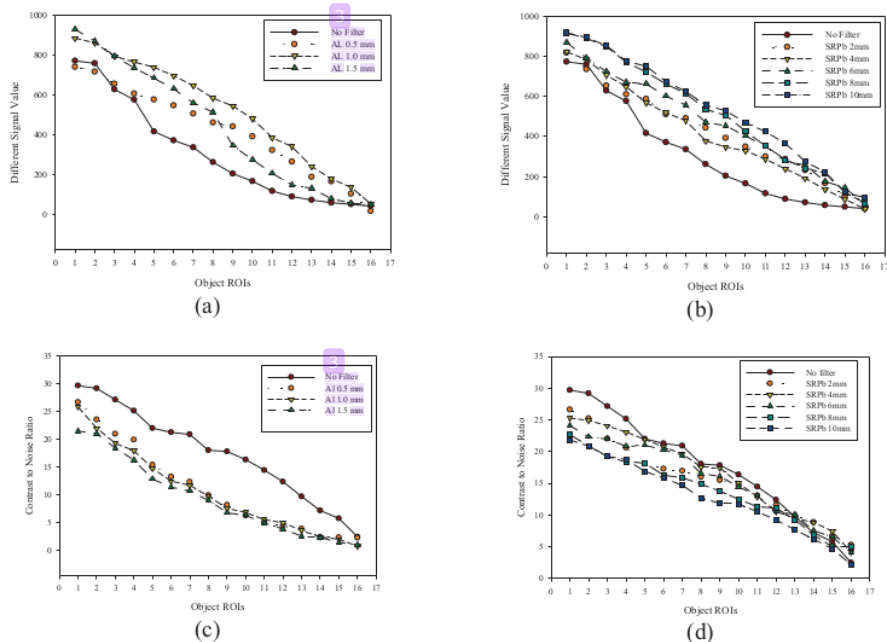 3
1000
800
600
400
200
0
Different Signal Value
No Filter
AL 0.5 mm
AL 1.0 mm
AL 1.5 mm
0 1 2 3 4 5 6 7 8 9 10 11 12 13 14 15 16 17
Object ROIs
(a)
1000
800
600
400
200
0
Different Signal Value
No Filter
SRPb 2mm
SRPb 4mm
SRPb 6mm
SRPb 8mm
SRPb 10mm
0 1 2 3 4 5 6 7 8 9 10 11 12 13 14 15 16 17
Object ROIs
(b)
3
35
30
25
20
15
10
5
0
Contrast to Noise Ratio
No Filter
Al 0.5 mm
Al 1.0 mm
Al 1.5 mm
0 1 2 3 4 5 6 7 8 9 10 11 12 13 14 15 16 17
Object ROIs
(c)
35
30
25
20
15
10
5
0
Contrast to Noise Ratio
No filter
SRPb 2mm
SRPb 4mm
SRPb 6mm
SRPb 8mm
SRPb 10mm
0 1 2 3 4 5 6 7 8 9 10 11 12 13 14 15 16 17
Object ROIs
(d)